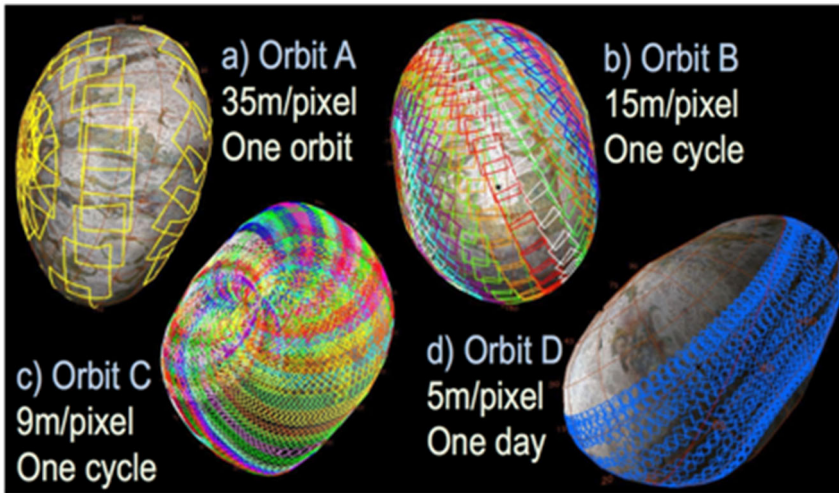 a) Orbit A
35m/pixel
One orbit
b) Orbit B
15m/pixel
One cycle
c) Orbit C
9m/pixel
One cycle
d) Orbit D
5m/pixel
One day